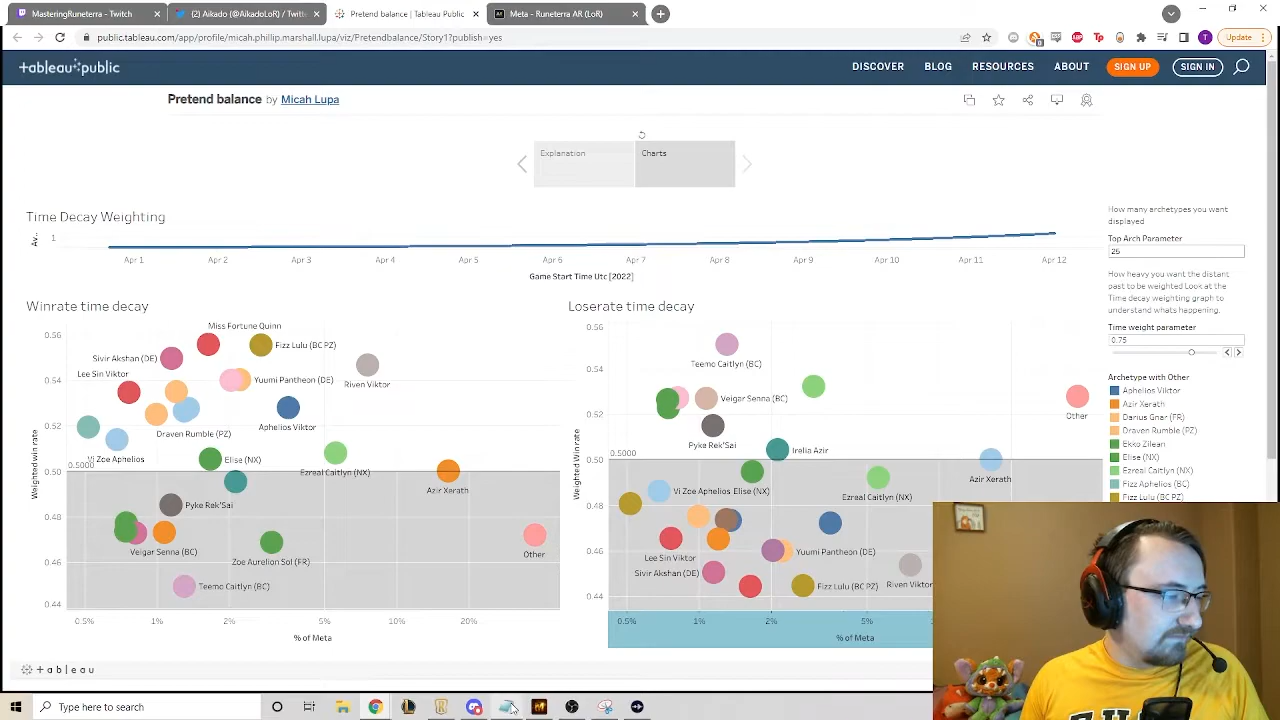 MasteringRuneterra - Twitch
(2) Aikado (@AikadoLoR) / Twitt
Pretend balance | Tableau Public
Meta - Runeterra AR (LoR)
public.tableau.com/app/profile/micah.phillip.marshall.lupa/viz/Pretendbalance/Story1?publish=yes
Update
tableau public
DISCOVER
BLOG
RESOURCES
ABOUT
SIGN UP
SIGN IN
Pretend balance by Micah Lupa
Explanation
Charts
Time Decay Weighting
Av..
1
Apr 1
Apr 2
Apr 3
Apr 4
Apr 5
Apr 6
Apr 7
Apr 8
Apr 9
Apr 10
Apr 11
Apr 12
Game Start Time Utc [2022]
How many archetypes you want
displayed
Top Arch Parameter
25
How heavy you want the distant
past to be weighted Look at the
Time decay weighting graph to
understand whats happening.
Time weight parameter
0.75
Archetype with Other
Aphelios Viktor
Azir Xerath
Darius Gnar (FR)
Draven Rumble (PZ)
Ekko Zilean
Elise (NX)
Ezreal Caitlyn (NX)
Fizz Aphelios (BC)
Fizz Lulu (BC PZ)
Winrate time decay
Weighted winrate
0.56
0.54
0.52
0.50
0.48
0.46
0.44
0.5000
Miss Fortune Quinn
Sivir Akshan (DE)
Fizz Lulu (BC PZ)
Lee Sin Viktor
Yuumi Pantheon (DE)
Riven Viktor
Draven Rumble (PZ)
Aphelios Viktor
Vi Zoe Aphelios
Elise (NX)
Ezreal Caitlyn (NX)
Azir Xerath
Pyke Rek'Sai
Veigar Senna (BC)
Zoe Aurelion Sol (FR)
Other
Teemo Caitlyn (BC)
0.5%
1%
2%
5%
10%
20%
% of Meta
Loserate time decay
Weighted Winrate
0.56
0.54
0.52
0.50
0.48
0.46
0.44
0.5000
Teemo Caitlyn (BC)
Veigar Senna (BC)
Other
Pyke Rek'Sai
Irelia Azir
Azir Xerath
Vi Zoe Aphelios
Elise (NX)
Ezreal Caitlyn (NX)
Lee Sin Viktor
Yuumi Pantheon (DE)
Sivir Akshan (DE)
Fizz Lulu (BC PZ)
Riven Viktor
0.5%
1%
2%
5%
% of Meta
+ a b l e a u
Type here to search